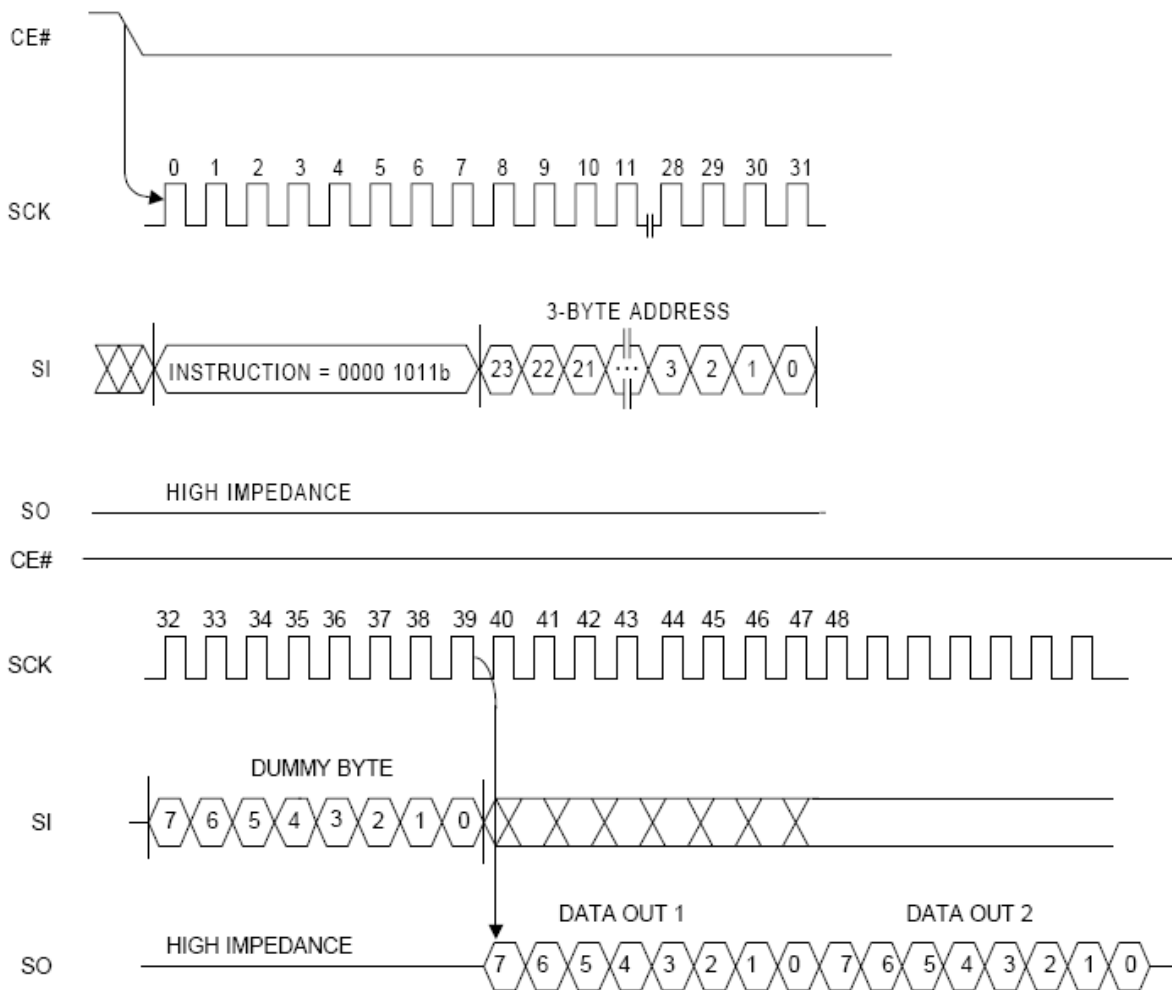 CE#
0 1 2 3 4 5 6 7 8 9 10 11 28 29 30 31
SCK
3-BYTE ADDRESS
SI INSTRUCTION = 0000 1011b 23 22 21 ... 3 2 1 0
HIGH IMPEDANCE
SO
CE#
32 33 34 35 36 37 38 39 40 41 42 43 44 45 46 47 48
SCK
DUMMY BYTE
SI 7 6 5 4 3 2 1 0
DATA OUT 1 DATA OUT 2
HIGH IMPEDANCE
SO 7 6 5 4 3 2 1 0 7 6 5 4 3 2 1 0